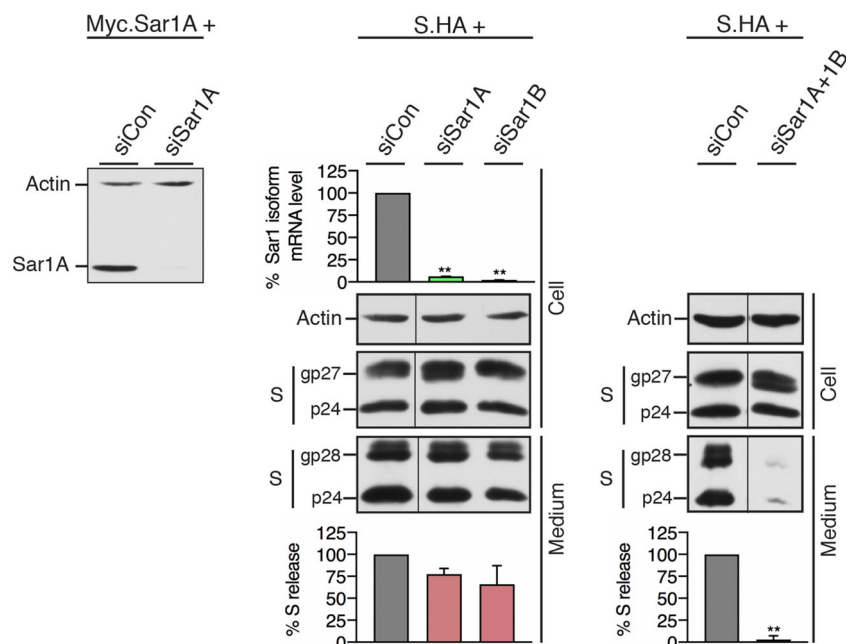 Myc.Sar1A +
siCon
siSar1A
Actin
Sar1A
S.HA +
siCon
siSar1A
siSar1B
% Sar1 isoform
mRNA level
125
100
75
50
25
0
**
**
Actin
S
gp27
p24
Cell
S
gp28
p24
Medium
% S release
125
100
75
50
25
0
S.HA +
siCon
siSar1A+1B
Actin
S
gp27
p24
Cell
S
gp28
p24
Medium
% S release
125
100
75
50
25
0
**